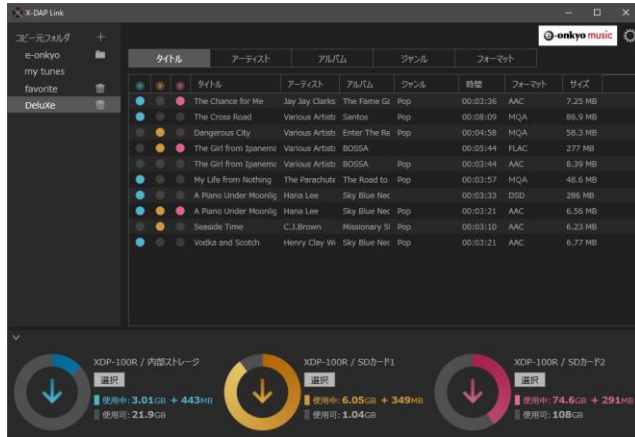 X-DAP Link
コピー元フォルダ
e-onkyo music
e-onkyo
my tunes
favorite
DeluXe
タイトル アーティスト アルバム ジャンル フォーマット
タイトル アーティスト アルバム ジャンル 時間 フォーマット サイズ
The Chance for Me Jay Jay Clarks The Fame Ga Pop 00:03:36 AAC 7.25 MB
The Cross Road Various Artists Santos Pop 00:08:09 MQA 86.9 MB
Dangerous City Various Artists Enter The Re Pop 00:04:58 MQA 58.3 MB
The Girl from Ipanema Various Artists BOSSA 00:05:44 FLAC 277 MB
The Girl from Ipanema Various Artists BOSSA Pop 00:03:44 AAC 8.39 MB
My Life from Nothing The Parachute The Road to Pop 00:03:57 MQA 48.6 MB
A Piano Under Moonlig Hana Lee Sky Blue Nec 00:03:33 DSD 286 MB
A Piano Under Moonlig Hana Lee Sky Blue Nec Pop 00:03:21 AAC 6.56 MB
Seaside Time C.J.Brown Missionary St Pop 00:03:10 AAC 6.23 MB
Vodka and Scotch Henry Clay Wi Sky Blue Nec Pop 00:03:21 AAC 6.77 MB
XDP-100R / 内部ストレージ
選択
使用中: 3.01GB + 443MB
使用可: 21.9GB
XDP-100R / SDカード1
選択
使用中: 6.05GB + 349MB
使用可: 1.04GB
XDP-100R / SDカード2
選択
使用中: 74.6GB + 291MB
使用可: 108GB